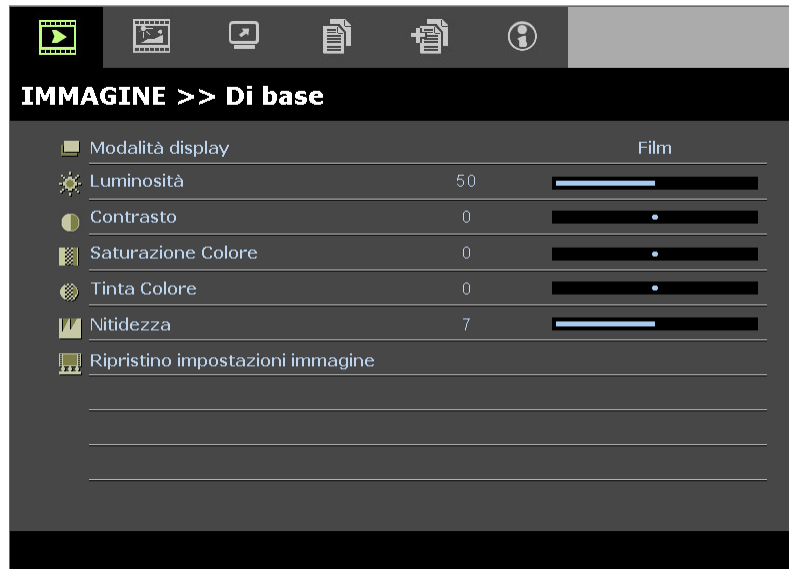 IMMAGINE >> Di base
Modalità display Film
Luminosità 50
Contrasto 0
Saturazione Colore 0
Tinta Colore 0
Nitidezza 7
Ripristino impostazioni immagine